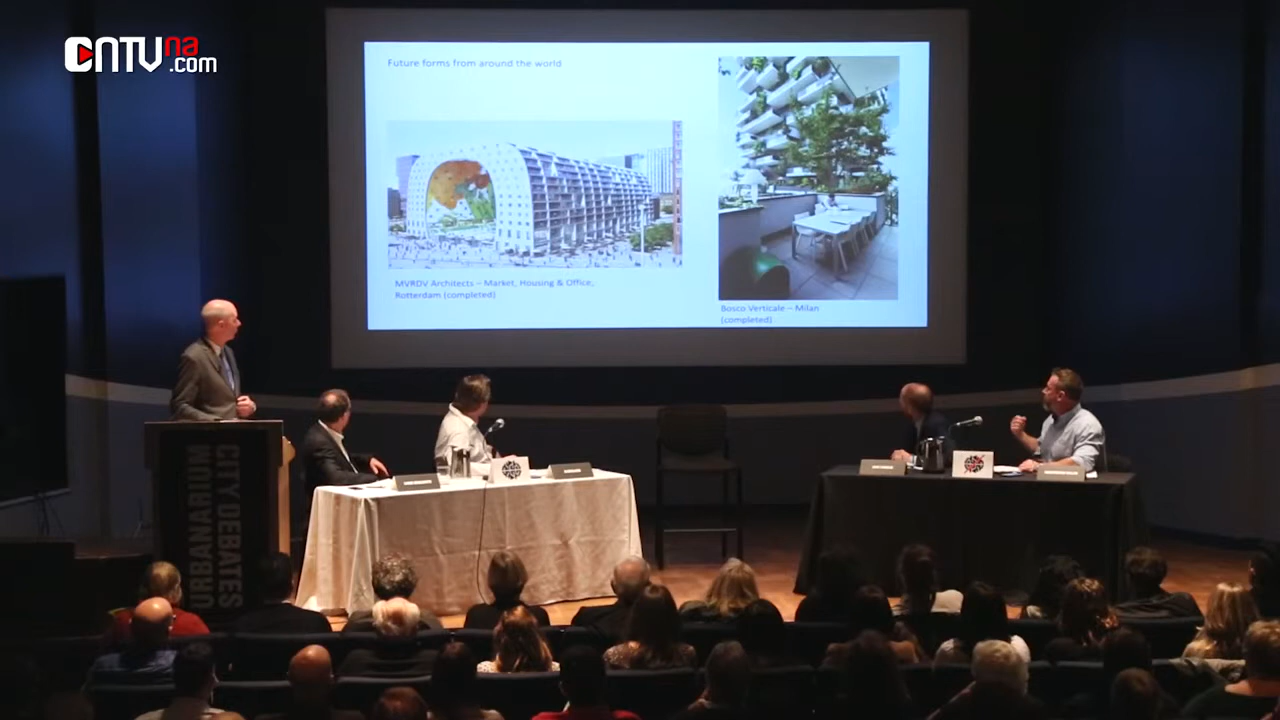 CNTVna
.com
Future forms from around the world
MVRDV Architects – Market, Housing & Office,
Rotterdam (completed)
Bosco Verticale – Milan
(completed)
URBANARIUM
CITY DEBATES